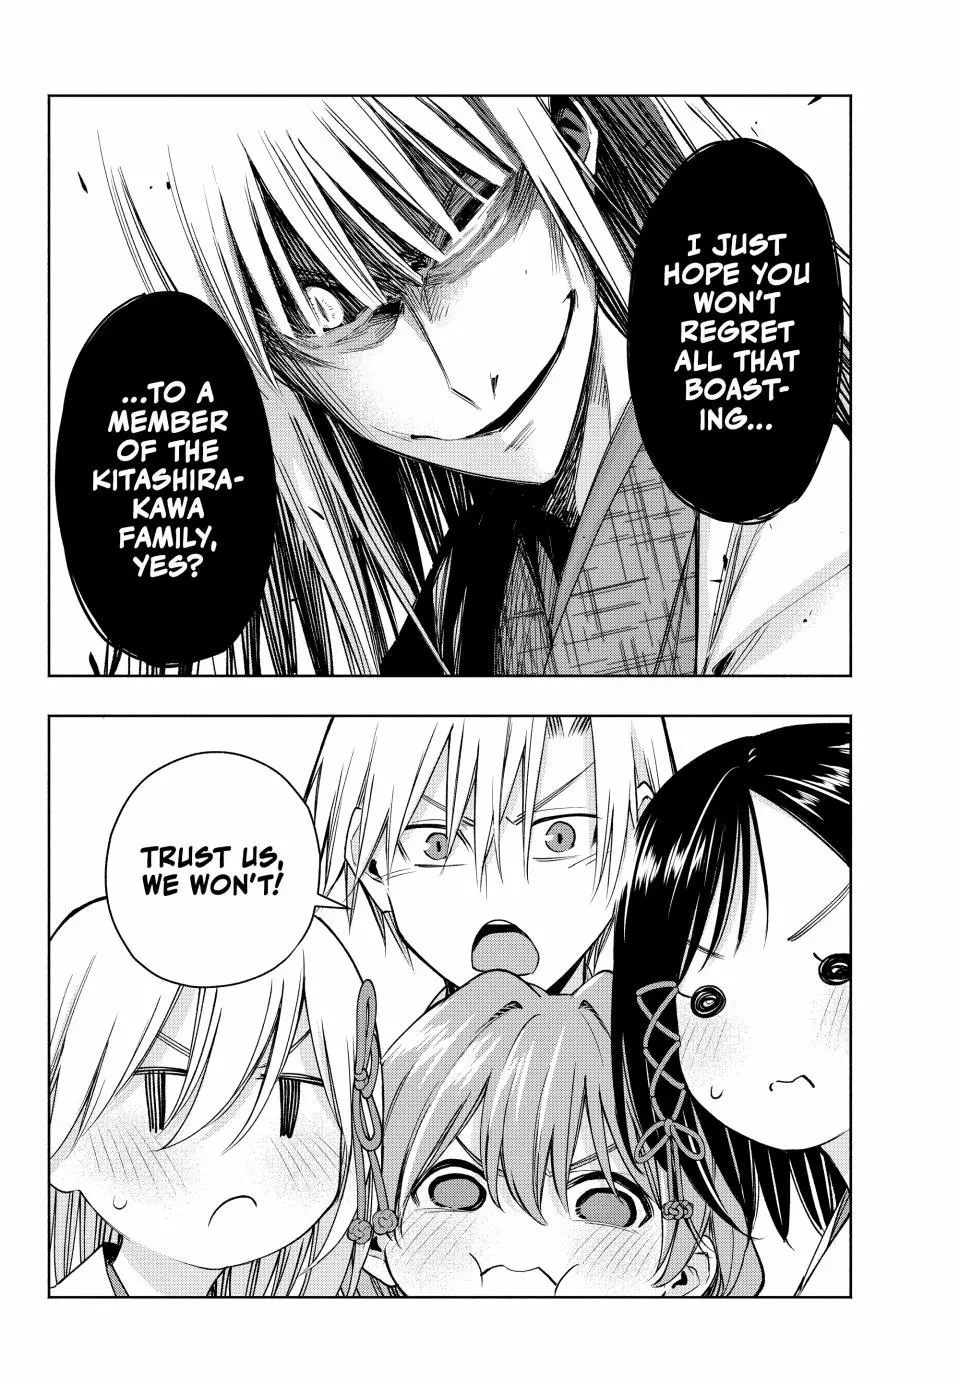 I JUST
HOPE YOU
WON'T
REGRET
ALL THAT
BOAST-
ING...
...TO A
MEMBER
OF THE
KITASHIRA-
KAWA
FAMILY,
YES?
TRUST US,
WE WON'T!